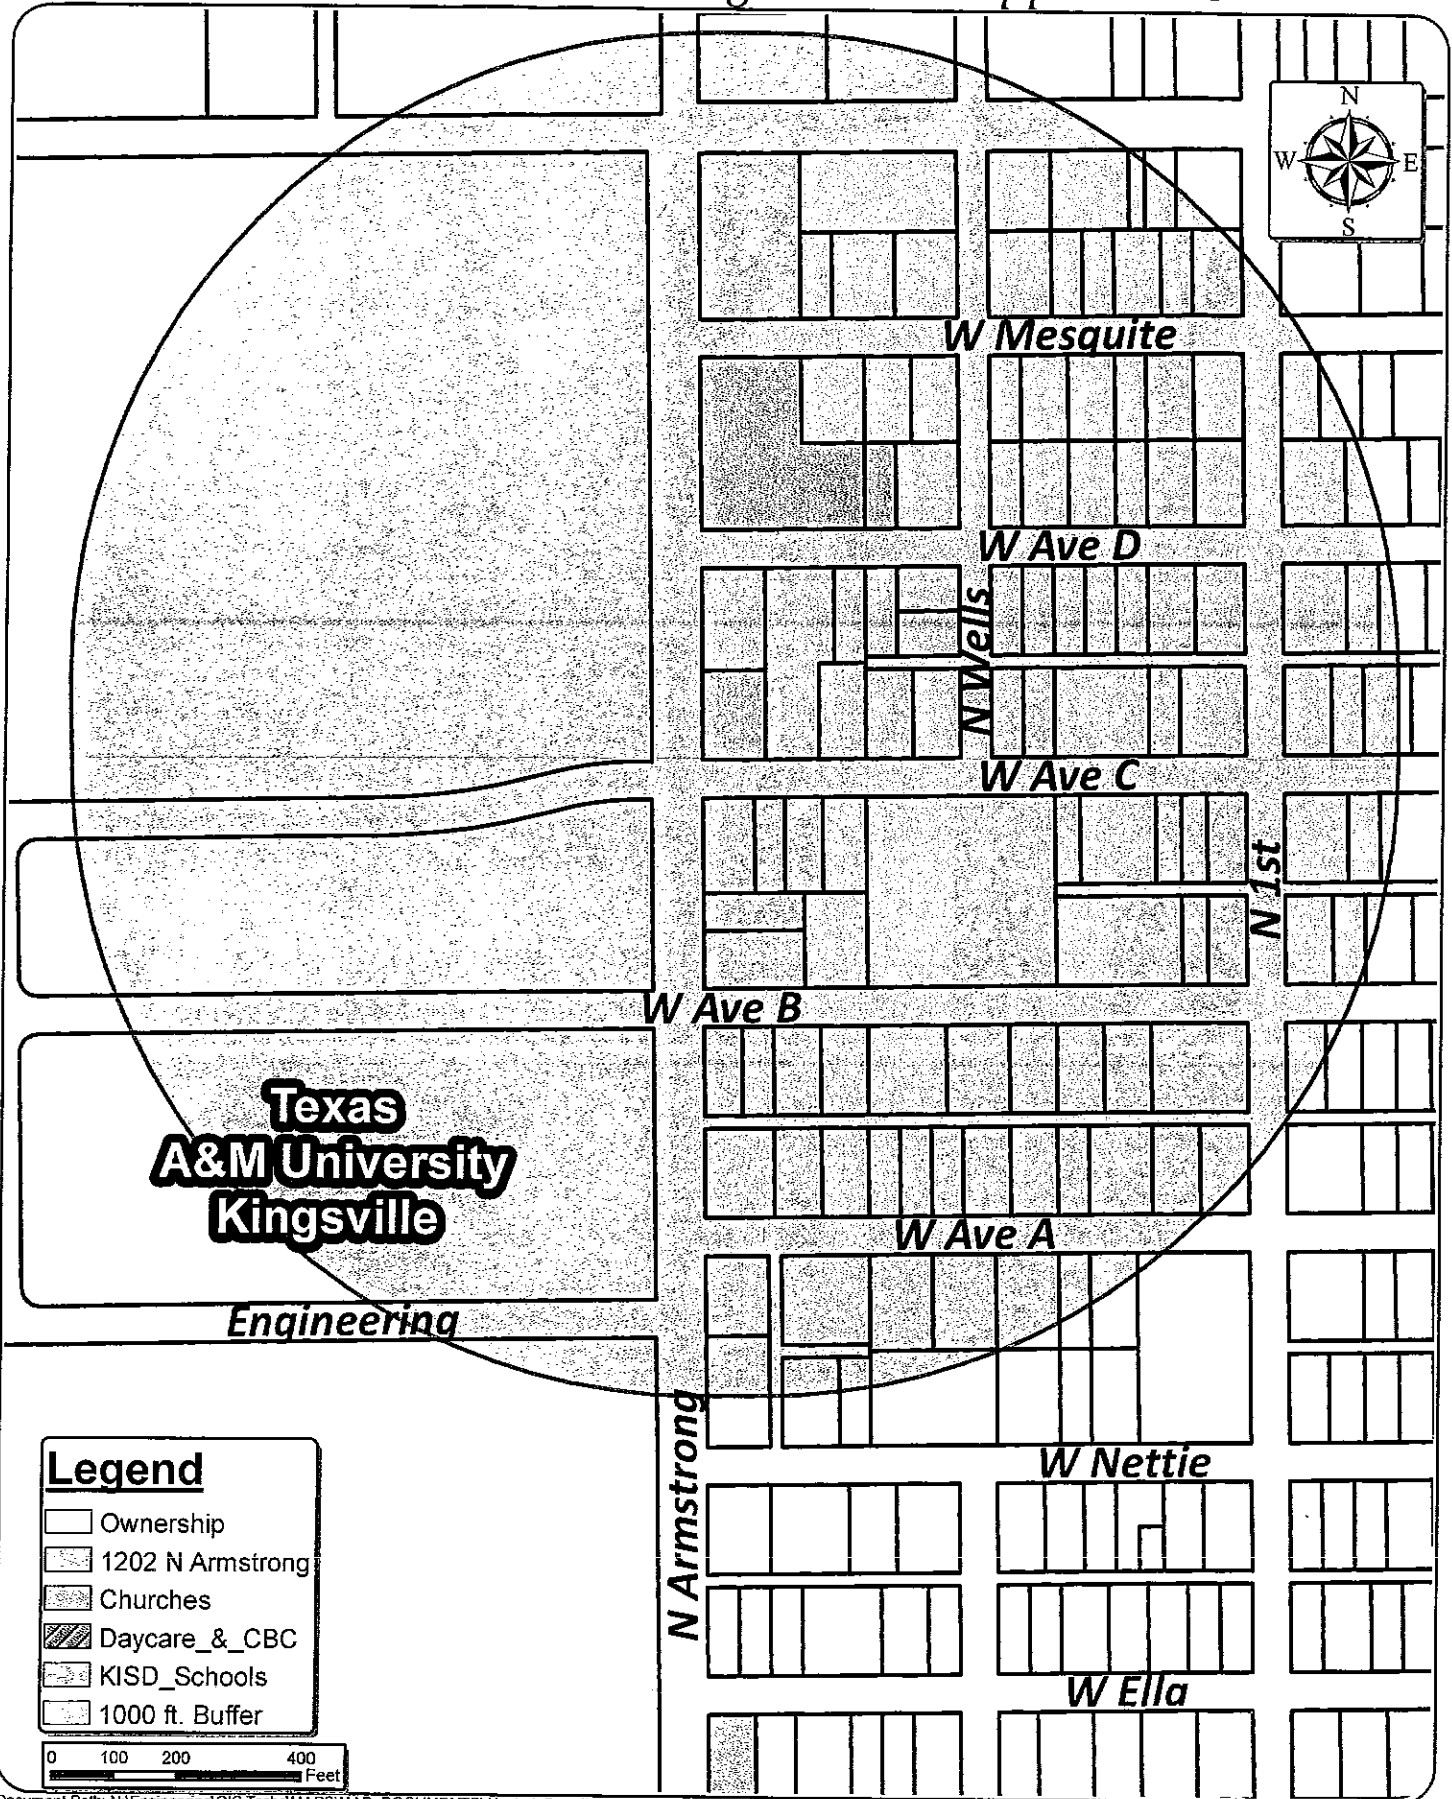 N
W E
S
W Mesquite
W Ave D
N Wells
W Ave C
N 1st
W Ave B
Texas
A&M University
Kingsville
W Ave A
Engineering
N Armstrong
W Nettie
W Ella
Legend
Ownership
1202 N Armstrong
Churches
Daycare_&_CBC
KISD_Schools
1000 ft. Buffer
0 100 200 400
Feet